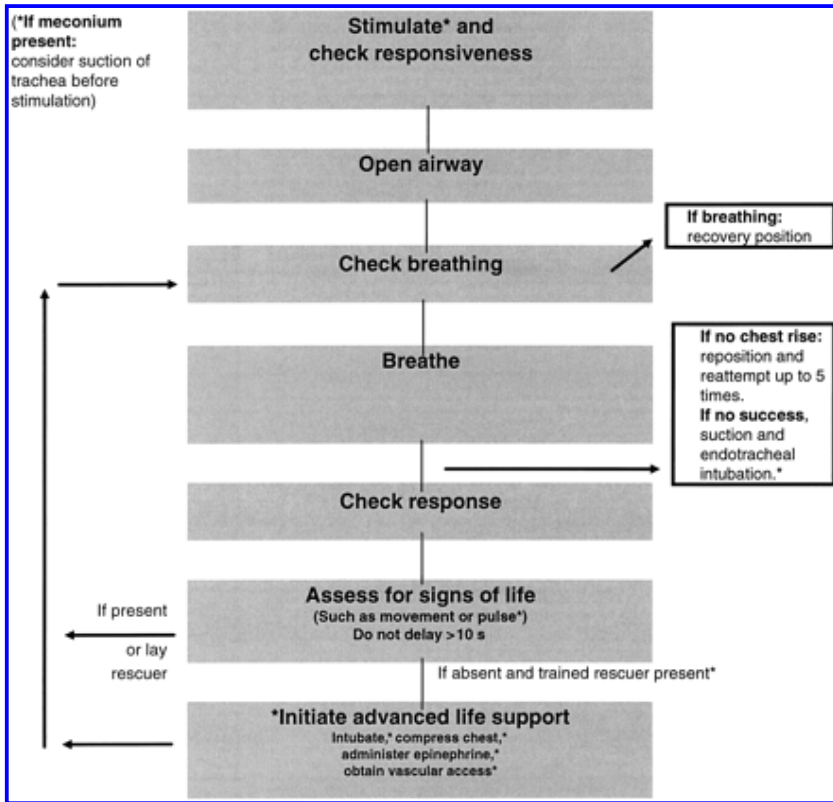 (*If meconium
present:
consider suction of
trachea before
stimulation)
Stimulate* and
check responsiveness
Open airway
If breathing:
recovery position
Check breathing
Breathe
If no chest rise:
reposition and
reattempt up to 5
times.
If no success,
suction and
endotracheal
intubation.*
Check response
Assess for signs of life
(Such as movement or pulse*)
Do not delay >10 s
If present
or lay
rescuer
If absent and trained rescuer present*
*Initiate advanced life support
Intubate,* compress chest,*
administer epinephrine,*
obtain vascular access*